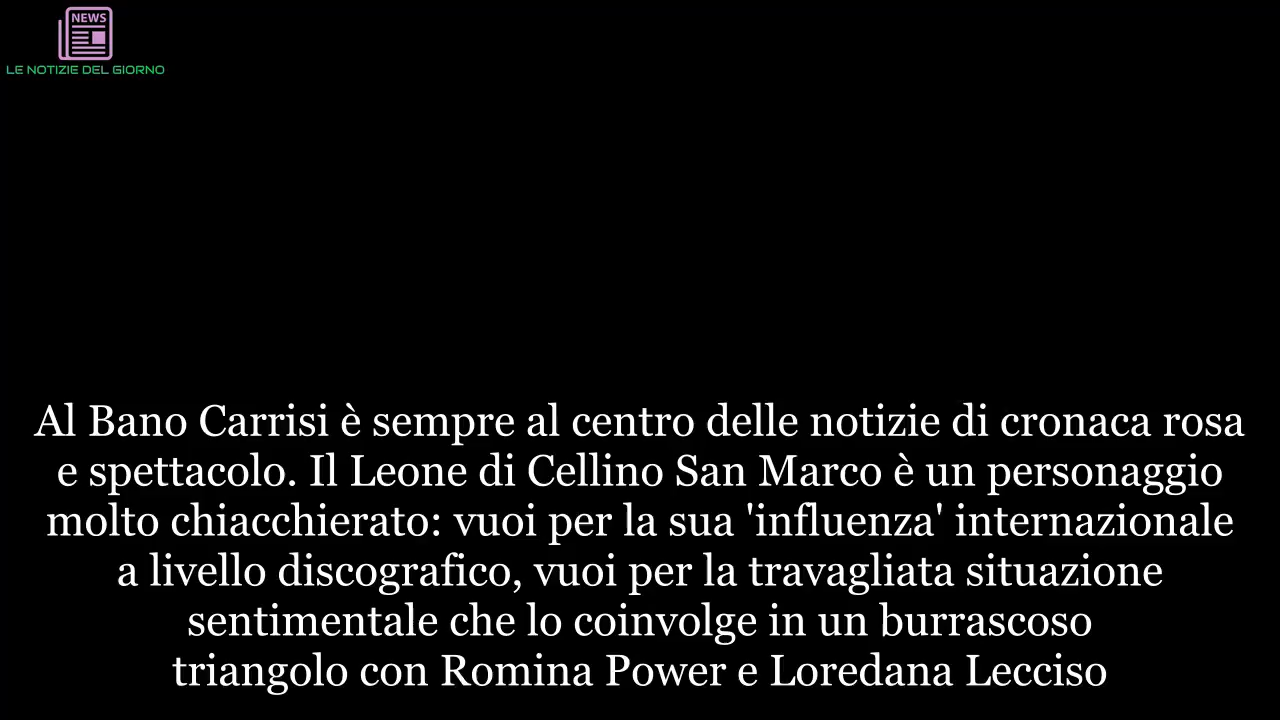 NEWS
LE NOTIZIE DEL GIORNO
Al Bano Carrisi è sempre al centro delle notizie di cronaca rosa
e spettacolo. Il Leone di Cellino San Marco è un personaggio
molto chiacchierato: vuoi per la sua 'influenza' internazionale
a livello discografico, vuoi per la travagliata situazione
sentimentale che lo coinvolge in un burrascoso
triangolo con Romina Power e Loredana Lecciso